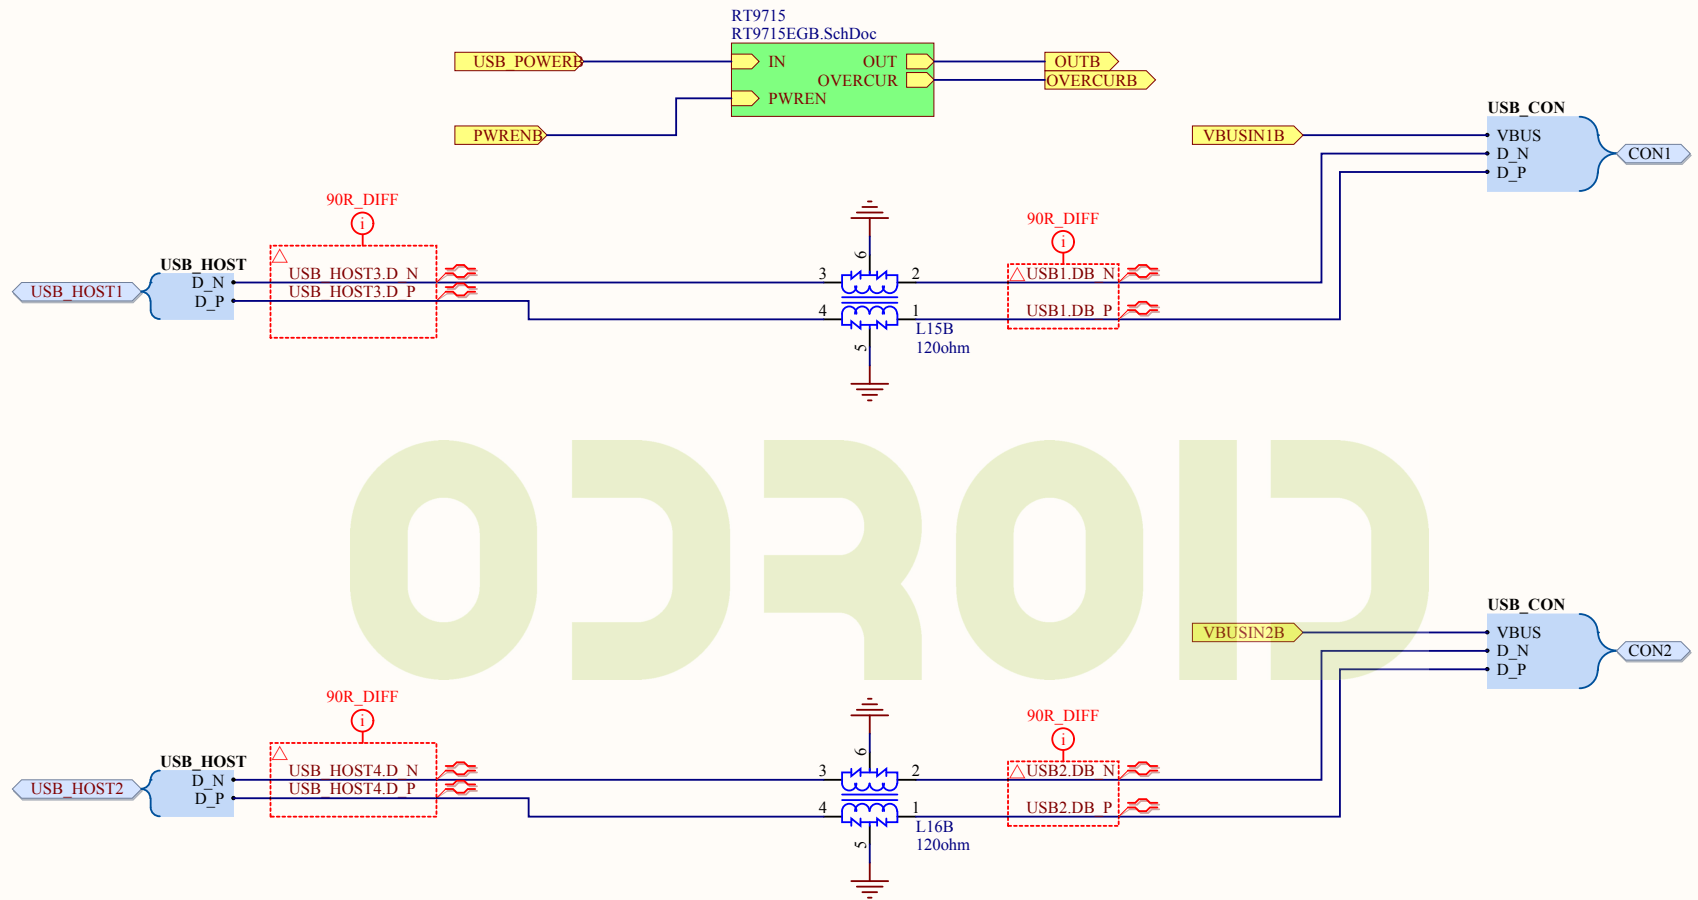 RT9715
RT9715EGB.SchDoc
USB_POWERB
IN
OUT
OUTB
OVERCUR
OVERCURB
PWREN
PWRENB
USB_CON
VBUSIN1B
VBUS
D_N
CON1
D_P
90R_DIFF
i
90R_DIFF
i
USB_HOST
USB_HOST1
D_N
D_P
USB_HOST3.D_N
USB_HOST3.D_P
6
3
2
4
1
5
L15B
120ohm
USB1.DB_N
USB1.DB_P
ODROID
USB_CON
VBUSIN2B
VBUS
D_N
CON2
D_P
90R_DIFF
i
90R_DIFF
i
USB_HOST
USB_HOST2
D_N
D_P
USB_HOST4.D_N
USB_HOST4.D_P
6
3
2
4
1
5
L16B
120ohm
USB2.DB_N
USB2.DB_P